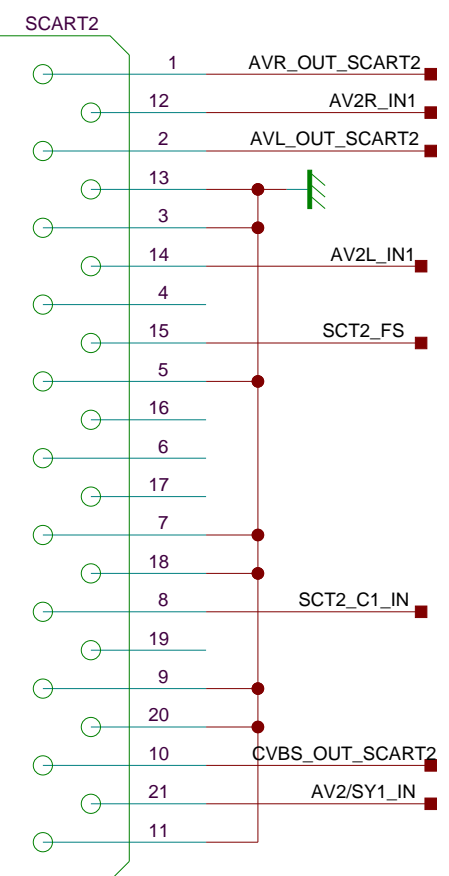 SCART2
1 AVR_OUT_SCART2
12 AV2R_IN1
2 AVL_OUT_SCART2
13
3
14 AV2L_IN1
4
15 SCT2_FS
5
16
6
17
7
18
8 SCT2_C1_IN
19
9
20
10 CVBS_OUT_SCART2
21 AV2/SY1_IN
11